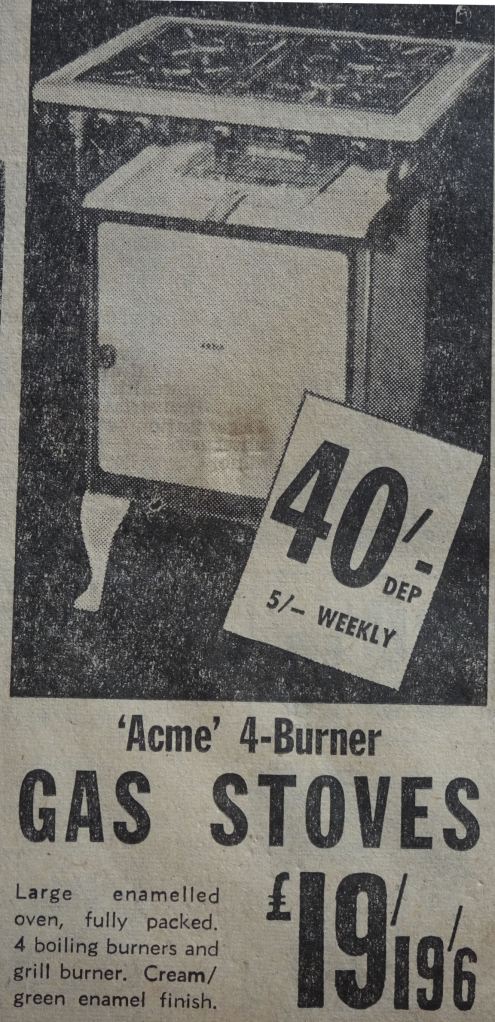 40/-
DEP
5/- WEEKLY
'Acme' 4-Burner
GAS STOVES
Large enamelled
oven, fully packed.
4 boiling burners and
grill burner. Cream/
green enamel finish.
£19/19/6